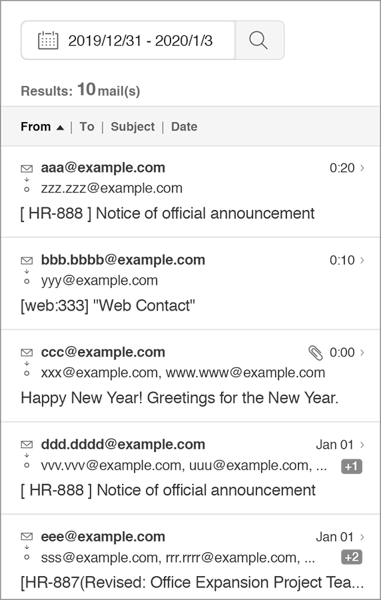 2019/12/31 - 2020/1/3
Results: 10 mail(s)
From ▲ | To | Subject | Date
aaa@example.com 0:20 >
zzz.zzz@example.com
[ HR-888 ] Notice of official announcement
bbb.bbbb@example.com 0:10 >
yyy@example.com
[web:333] "Web Contact"
ccc@example.com 0:00 >
xxx@example.com, www.www@example.com
Happy New Year! Greetings for the New Year.
ddd.dddd@example.com Jan 01 >
vvv.vvv@example.com, uuu@example.com, ... +1
[ HR-888 ] Notice of official announcement
eee@example.com Jan 01 >
sss@example.com, rrr.rrrr@example.com, ... +2
[HR-887(Revised: Office Expansion Project Tea...